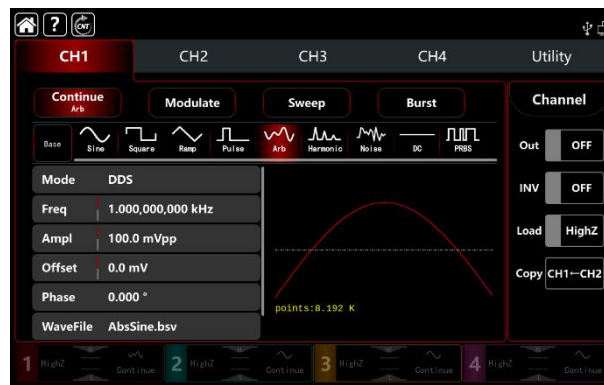 ? CNT
CH1 CH2 CH3 CH4 Utility
Continue Modulate Sweep Burst Channel
Arb
Base Sine Square Ramp Pulse Arb Harmonic Noise DC PRBS
Out OFF
Mode DDS
INV OFF
Freq 1.000,000,000 kHz
Ampl 100.0 mVpp
Load HighZ
Offset 0.0 mV
Copy CH1←CH2
Phase 0.000 °
points:8.192 K
WaveFile AbsSine.bsv
1 HighZ Continue 2 HighZ Continue 3 HighZ Continue 4 HighZ Continue